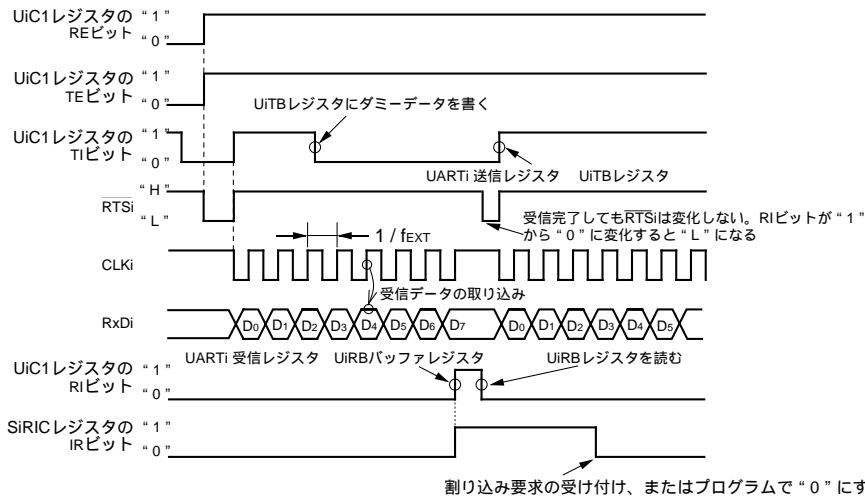 UiC1レジスタの “1”
REビット “0”
UiC1レジスタの “1”
TEビット “0”
UiTBレジスタにダミーデータを書く
UiC1レジスタの “1”
TIビット “0”
UARTi 送信レジスタ UiTBレジスタ
“H”
RTSi
“L”
受信完了してもRTSiは変化しない。RIビットが“1”
から“0”に変化すると“L”になる
1 / fEXT
CLKi
受信データの取り込み
RxDi
D0 D1 D2 D3 D4 D5 D6 D7 D0 D1 D2 D3 D4 D5
UARTi 受信レジスタ UiRBバッファレジスタ UiRBレジスタを読む
UiC1レジスタの “1”
RIビット “0”
SiRICレジスタの “1”
IRビット “0”
割り込み要求の受け付け、またはプログラムで“0”にす